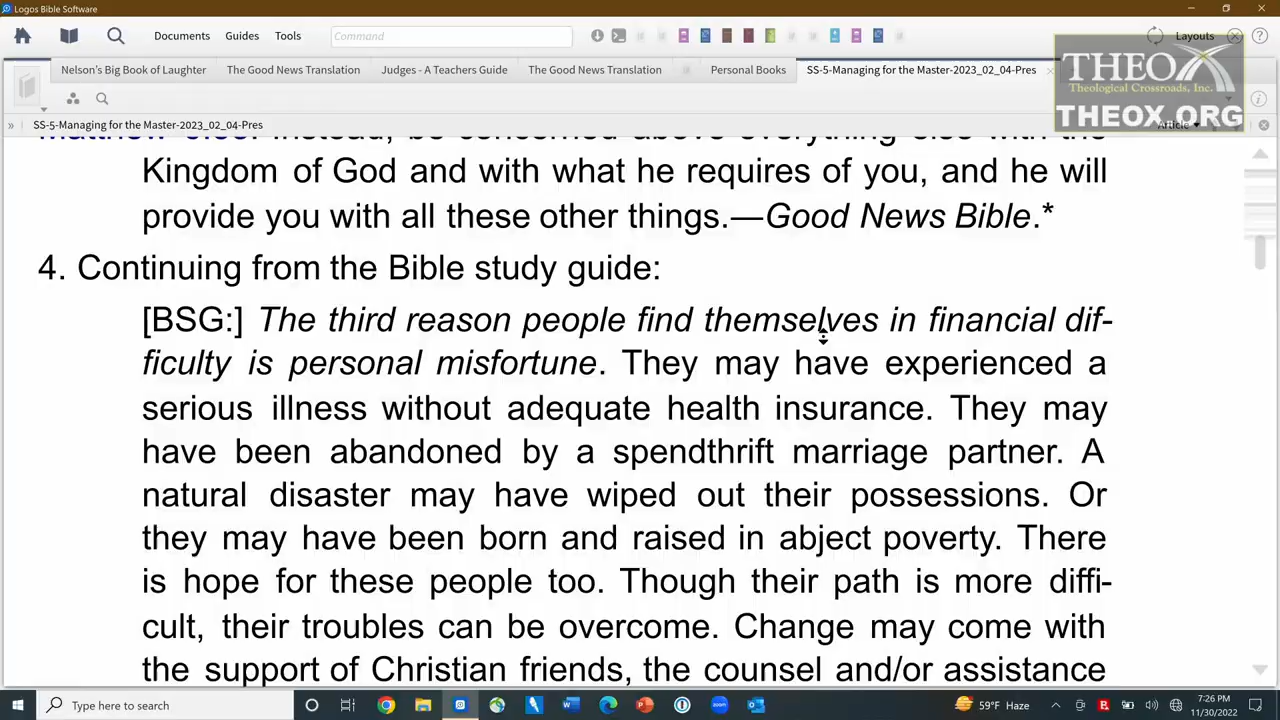 Logos Bible Software
Documents Guides Tools Command Layouts
Nelson's Big Book of Laughter The Good News Translation Judges - A Teachers Guide The Good News Translation Personal Books SS-5-Managing for the Master-2023_02_04-Pres
THEOX
Theological Crossroads, Inc.
THEOX.ORG
SS-5-Managing for the Master-2023_02_04-Pres Article
Instead, be concerned above everything else with the
Kingdom of God and with what he requires of you, and he will
provide you with all these other things.—Good News Bible.*
4. Continuing from the Bible study guide:
[BSG:] The third reason people find themselves in financial dif-
ficulty is personal misfortune. They may have experienced a
serious illness without adequate health insurance. They may
have been abandoned by a spendthrift marriage partner. A
natural disaster may have wiped out their possessions. Or
they may have been born and raised in abject poverty. There
is hope for these people too. Though their path is more diffi-
cult, their troubles can be overcome. Change may come with
the support of Christian friends, the counsel and/or assistance
Type here to search
59°F Haze
7:26 PM
11/30/2022